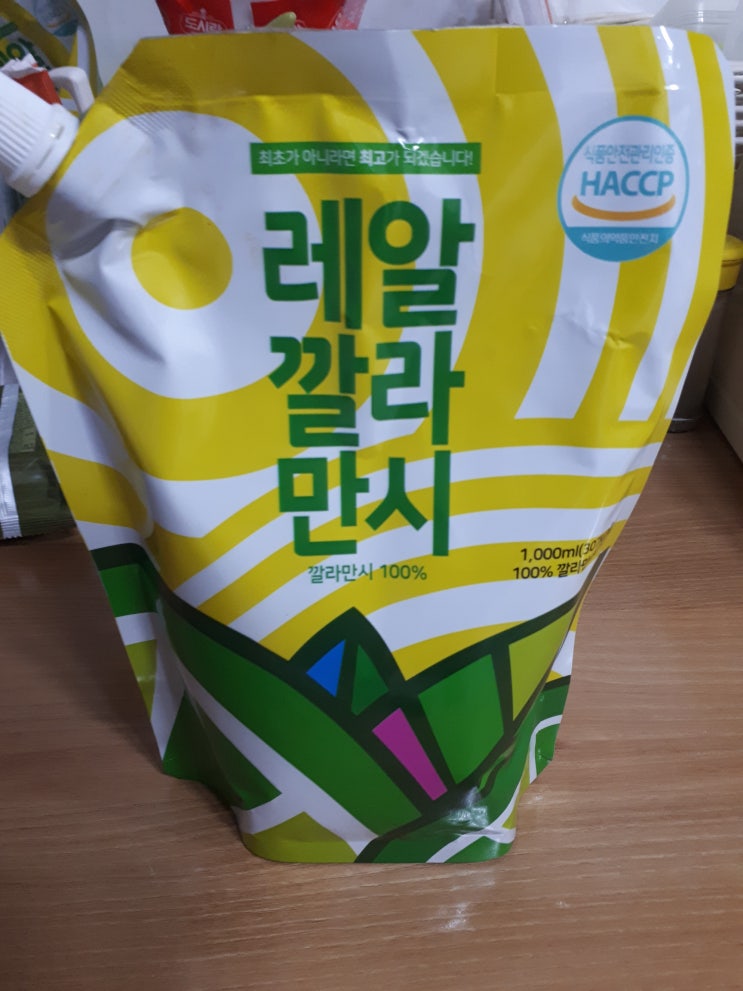 최초가 아니라면 최고가 되겠습니다!
식품안전관리인증
HACCP
식품의약품안전처
레알
깔라
만시
깔라만시 100%
1,000ml(30
100%